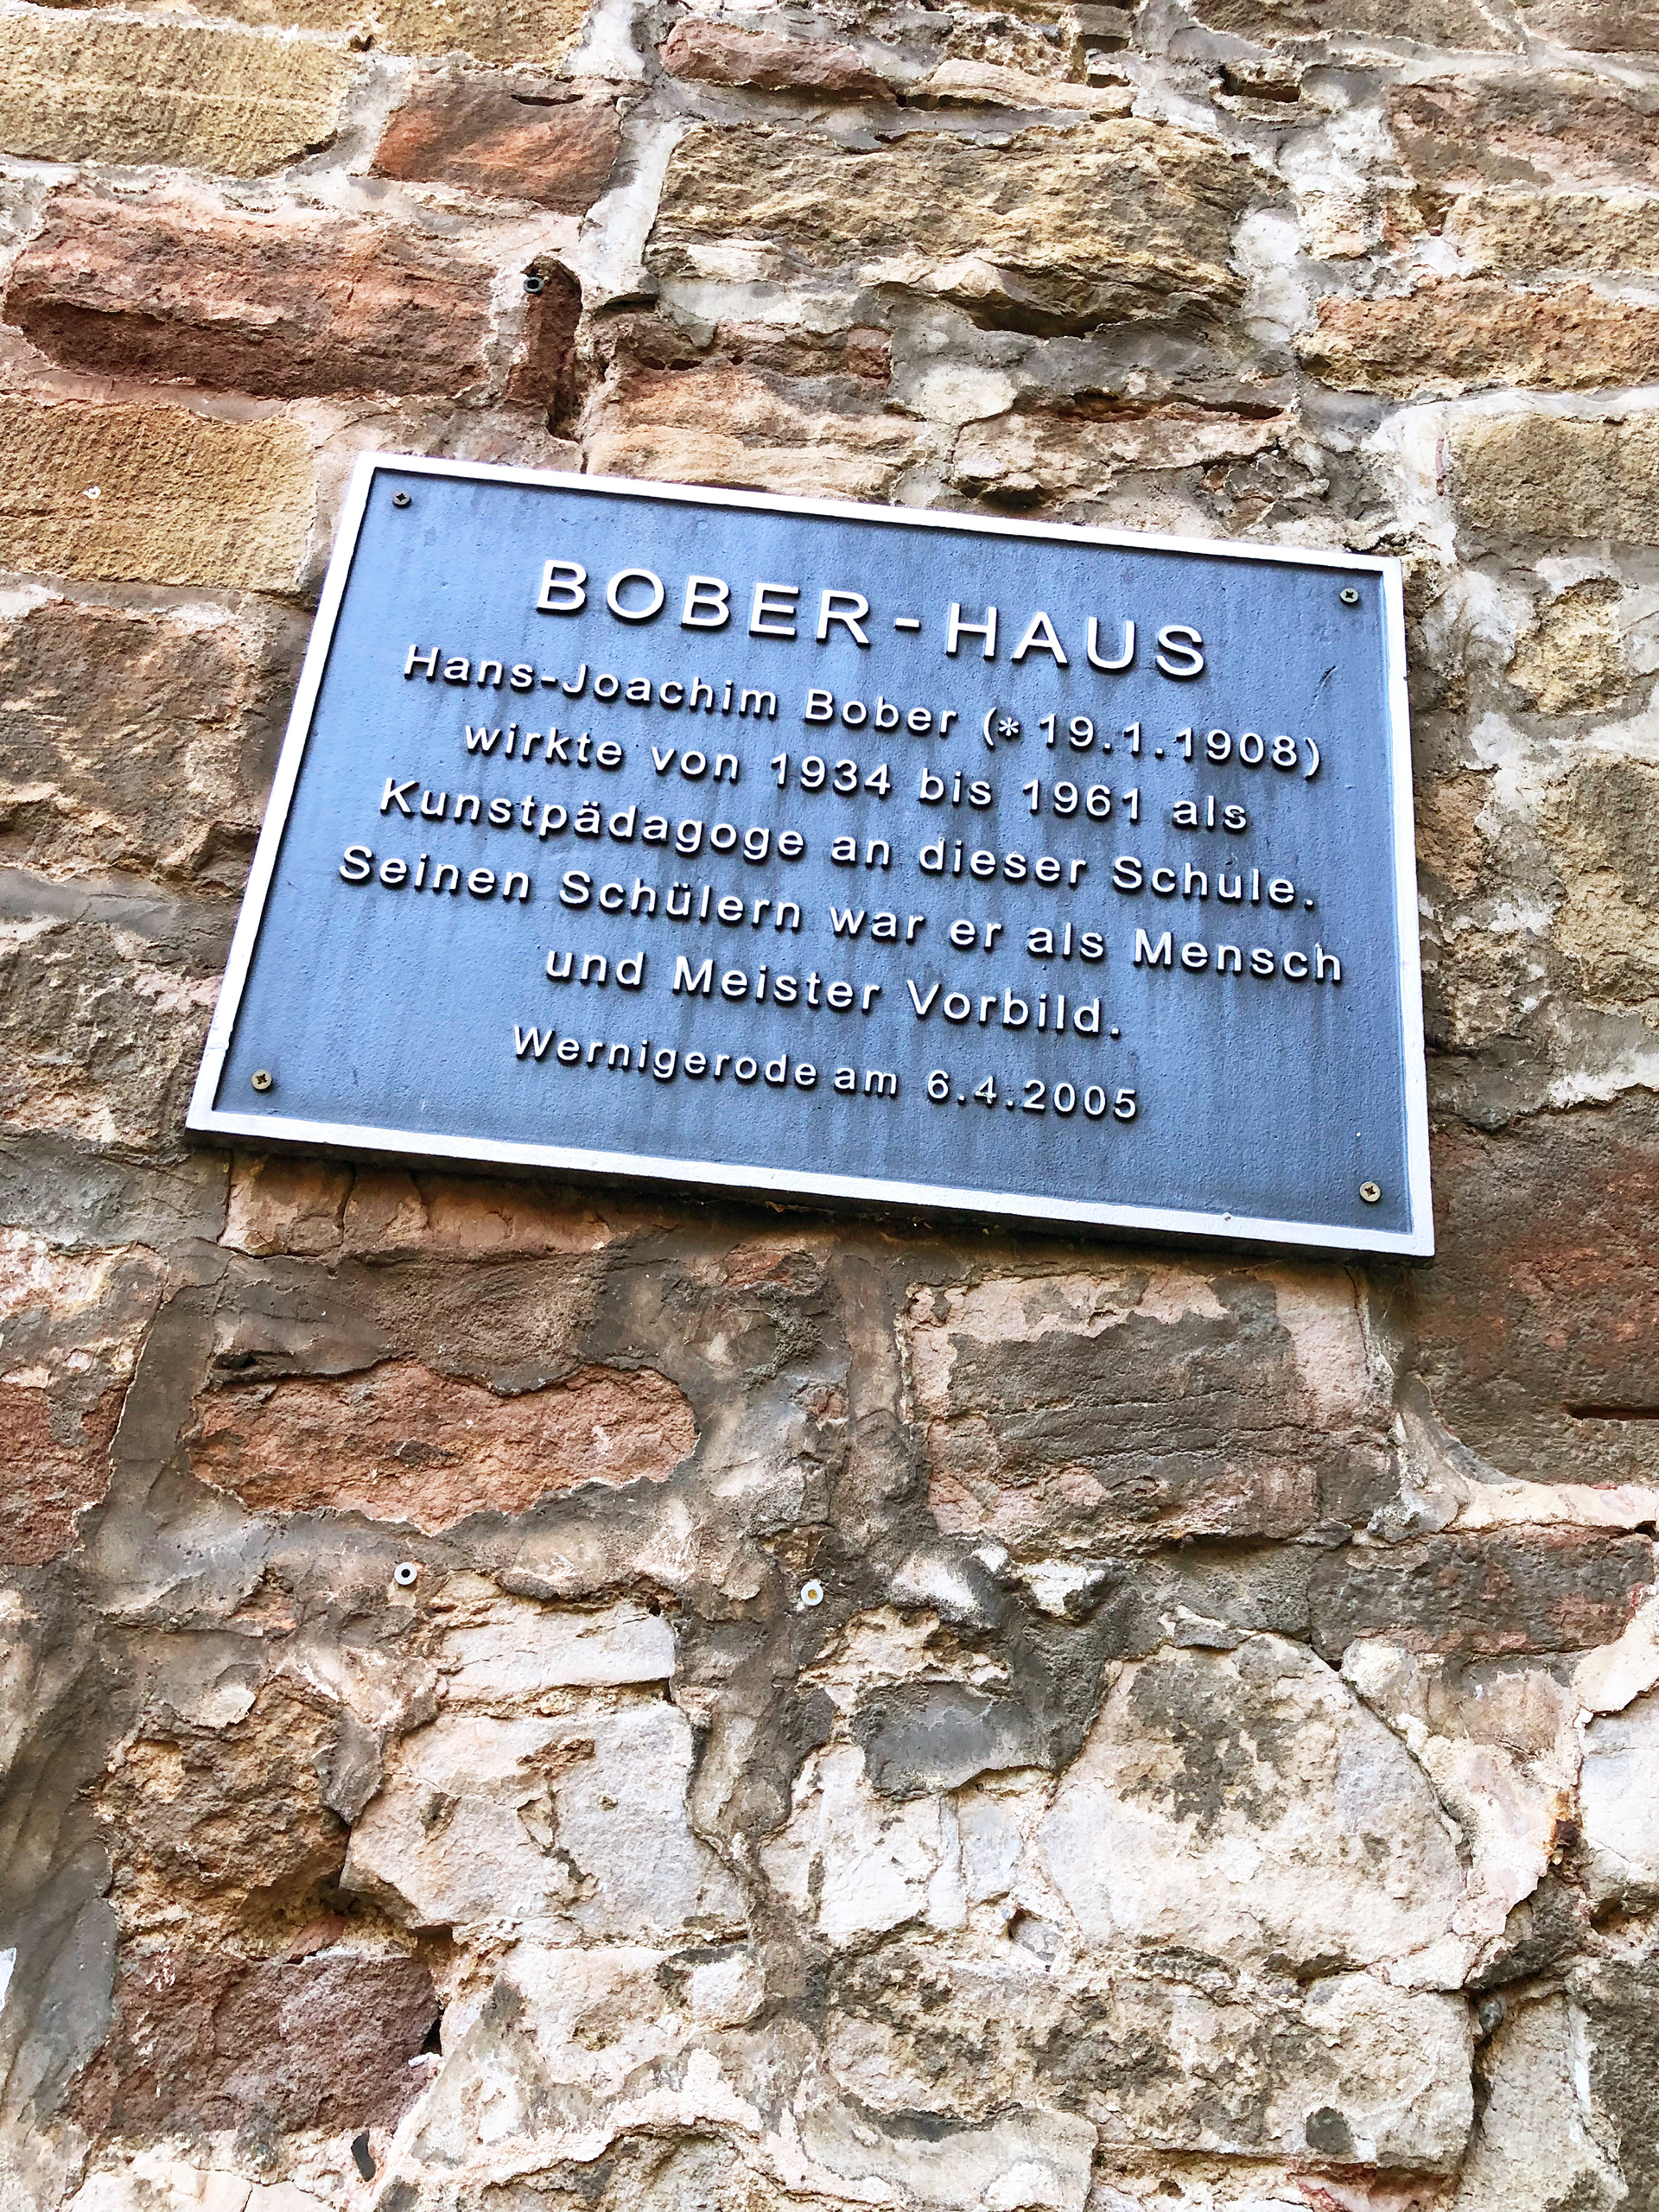 BOBER-HAUS
Hans-Joachim Bober (* 19.1.1908)
wirkte von 1934 bis 1961 als
Kunstpädagoge an dieser Schule.
Seinen Schülern war er als Mensch
und Meister Vorbild.
Wernigerode am 6.4.2005